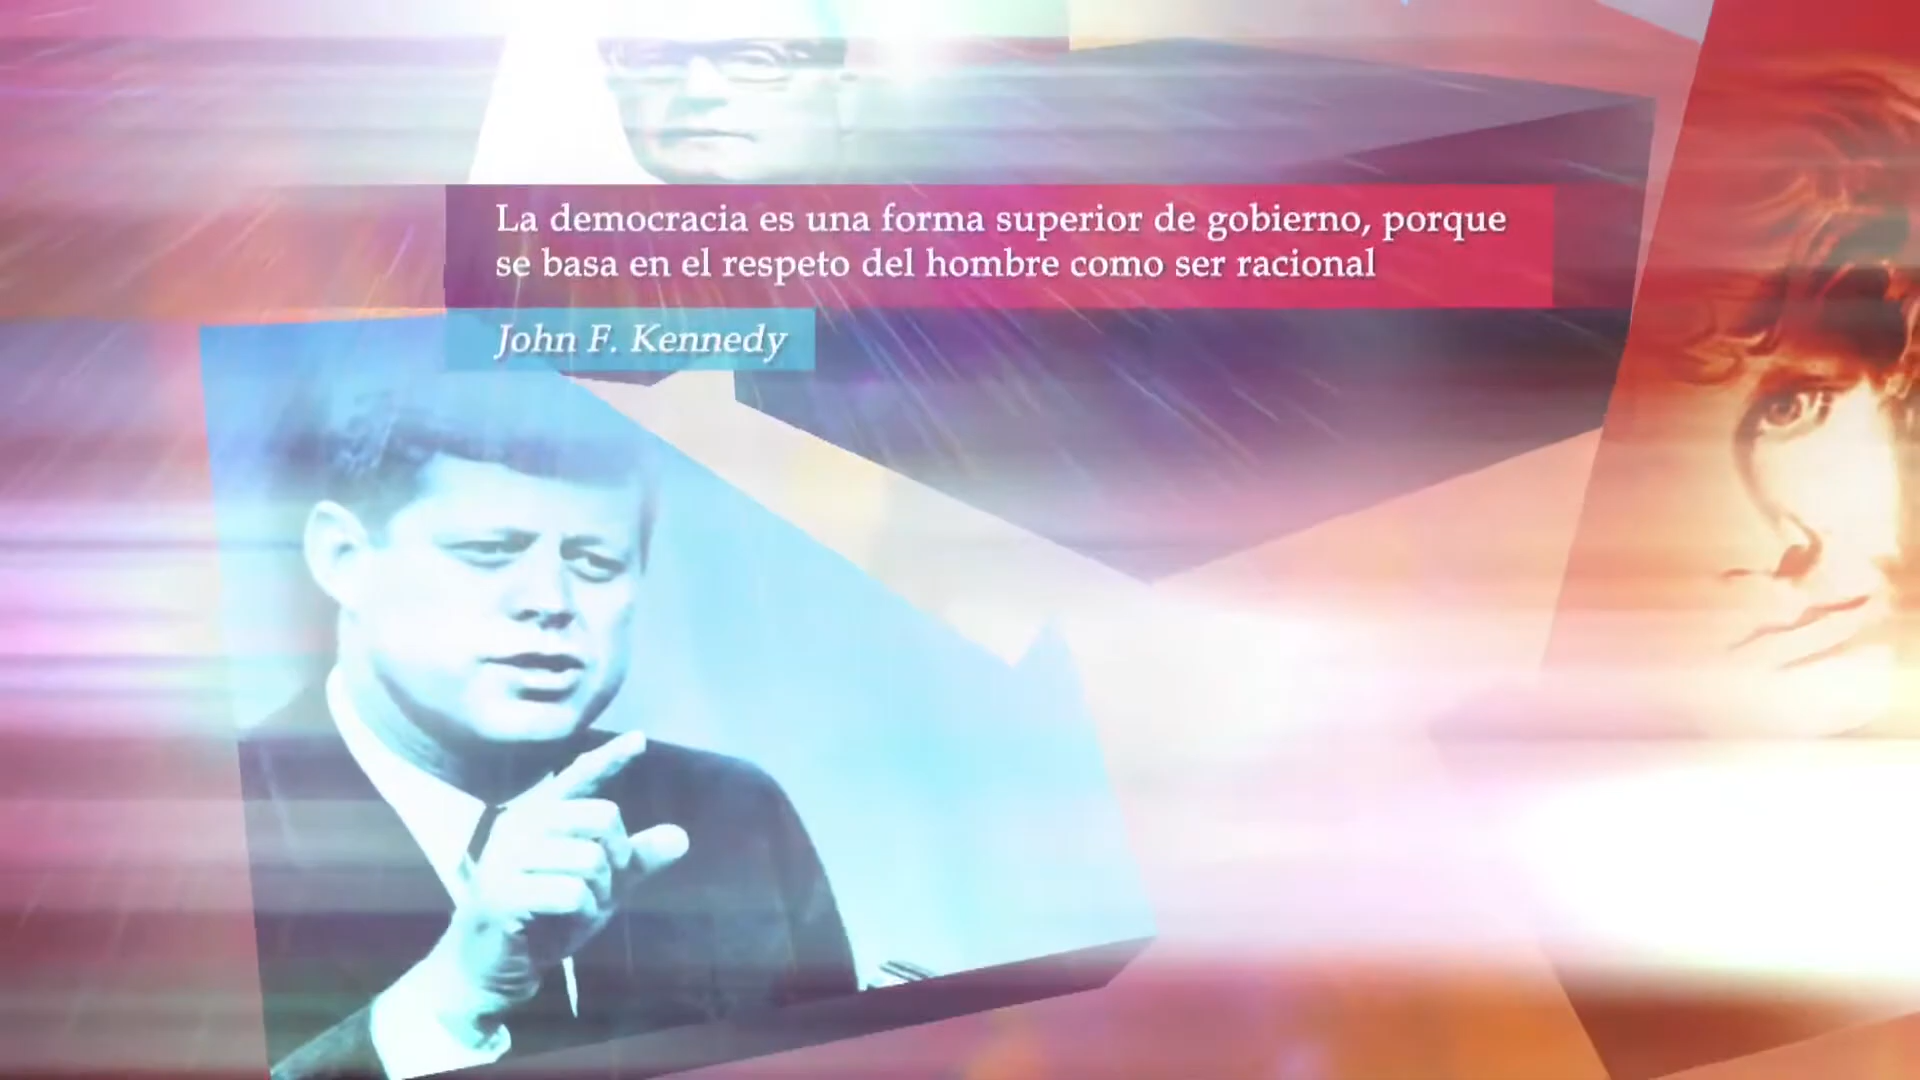 La democracia es una forma superior de gobierno, porque
se basa en el respeto del hombre como ser racional
John F. Kennedy